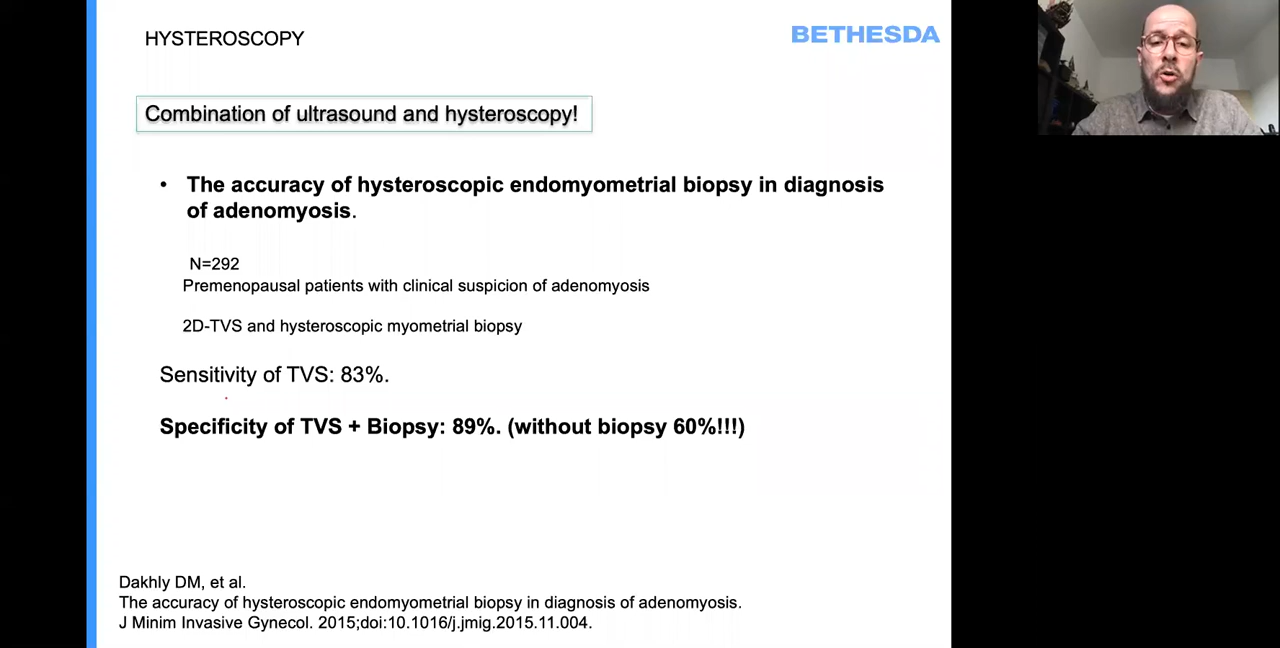 HYSTEROSCOPY
BETHESDA
Combination of ultrasound and hysteroscopy!
• The accuracy of hysteroscopic endomyometrial biopsy in diagnosis
of adenomyosis.
N=292
Premenopausal patients with clinical suspicion of adenomyosis
2D-TVS and hysteroscopic myometrial biopsy
Sensitivity of TVS: 83%.
Specificity of TVS + Biopsy: 89%. (without biopsy 60%!!!)
Dakhly DM, et al.
The accuracy of hysteroscopic endomyometrial biopsy in diagnosis of adenomyosis.
J Minim Invasive Gynecol. 2015;doi:10.1016/j.jmig.2015.11.004.